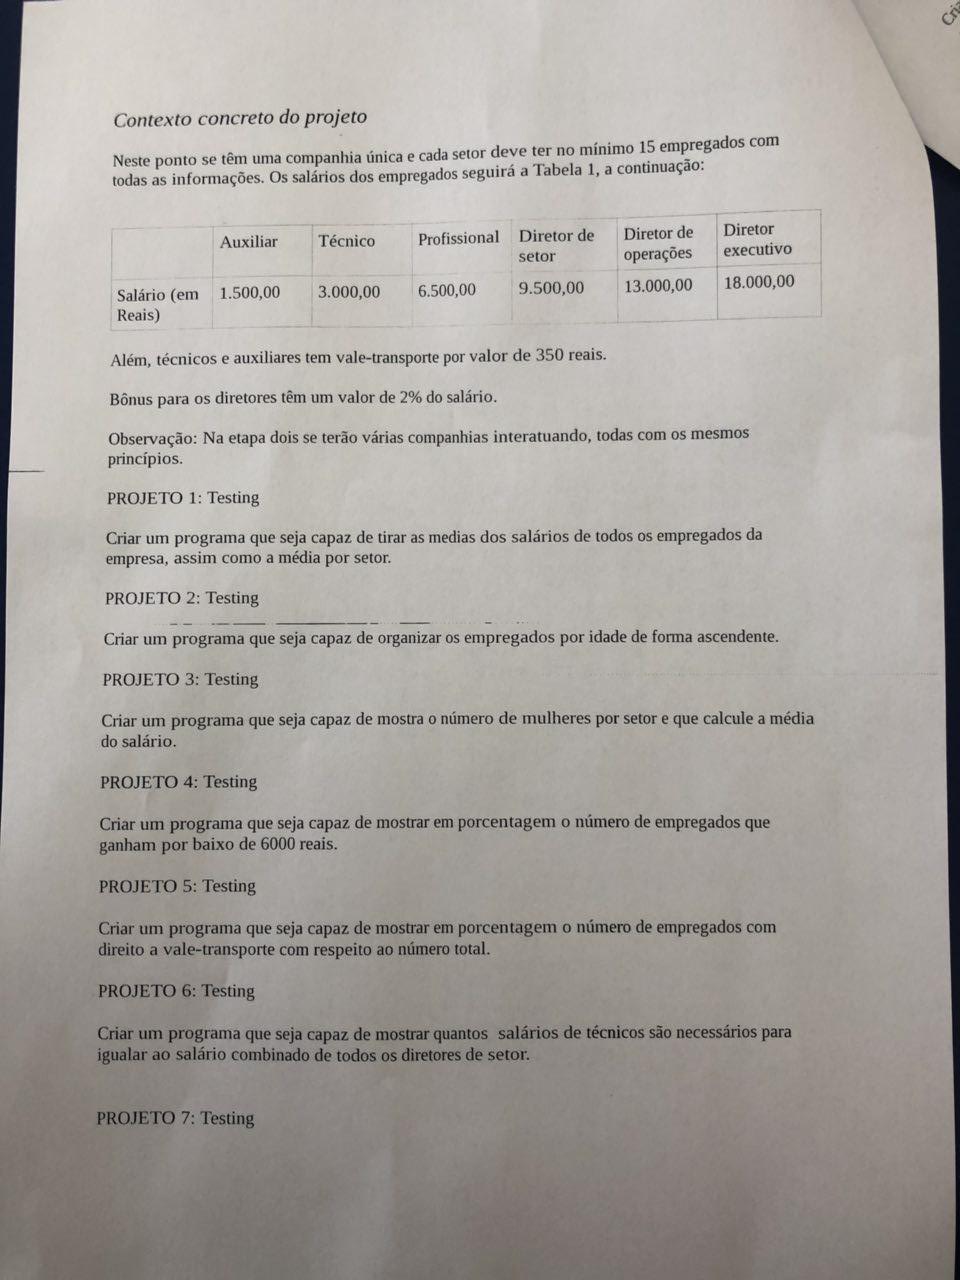 Cria
Contexto concreto do projeto
Neste ponto se têm uma companhia única e cada setor deve ter no mínimo 15 empregados com
todas as informações. Os salários dos empregados seguirá a Tabela 1, a continuação:
Auxiliar Técnico Profissional Diretor de setor Diretor de operações Diretor executivo
Salário (em Reais) 1.500,00 3.000,00 6.500,00 9.500,00 13.000,00 18.000,00
Além, técnicos e auxiliares tem vale-transporte por valor de 350 reais.
Bônus para os diretores têm um valor de 2% do salário.
Observação: Na etapa dois se terão várias companhias interatuando, todas com os mesmos
princípios.
PROJETO 1: Testing
Criar um programa que seja capaz de tirar as medias dos salários de todos os empregados da
empresa, assim como a média por setor.
PROJETO 2: Testing
Criar um programa que seja capaz de organizar os empregados por idade de forma ascendente.
PROJETO 3: Testing
Criar um programa que seja capaz de mostra o número de mulheres por setor e que calcule a média
do salário.
PROJETO 4: Testing
Criar um programa que seja capaz de mostrar em porcentagem o número de empregados que
ganham por baixo de 6000 reais.
PROJETO 5: Testing
Criar um programa que seja capaz de mostrar em porcentagem o número de empregados com
direito a vale-transporte com respeito ao número total.
PROJETO 6: Testing
Criar um programa que seja capaz de mostrar quantos salários de técnicos são necessários para
igualar ao salário combinado de todos os diretores de setor.
PROJETO 7: Testing